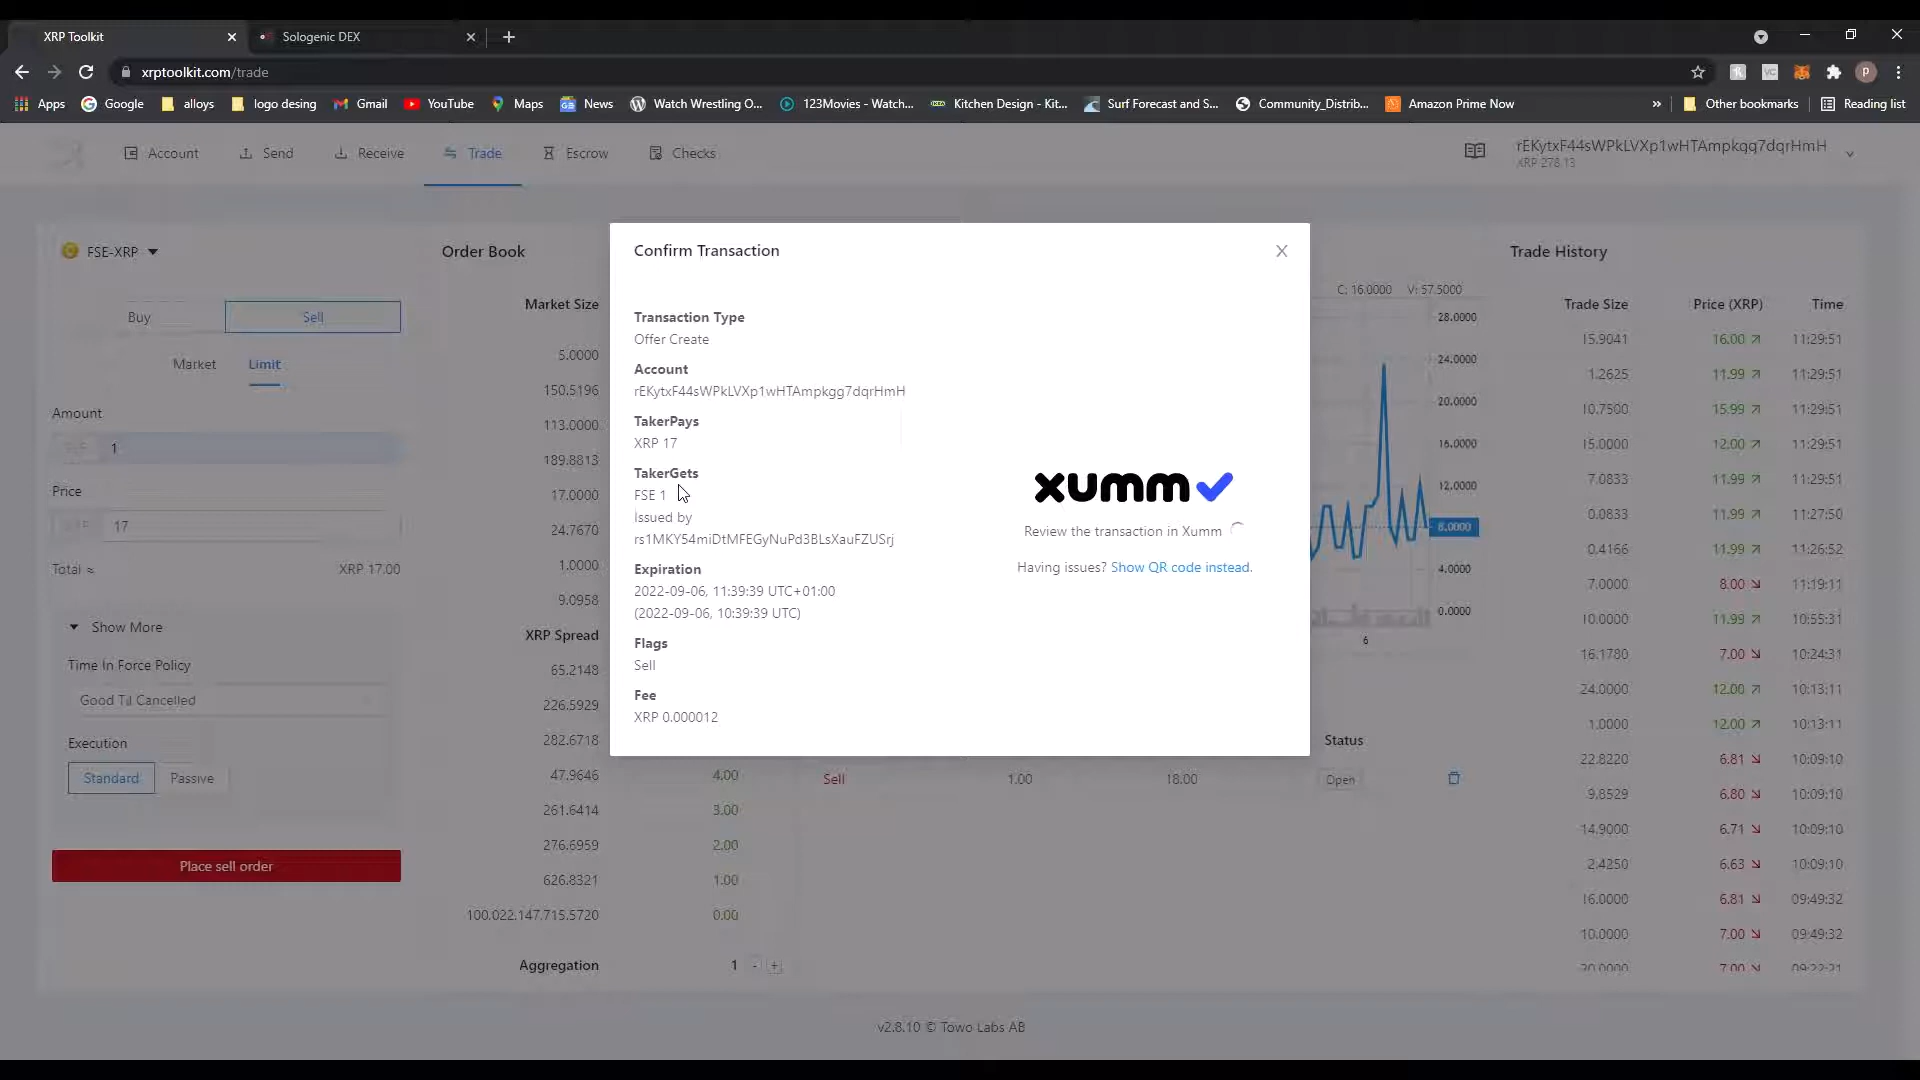 XRP Toolkit
Sologenic DEX
xrptoolkit.com/trade
Apps
Google
alloys
logo desing
Gmail
YouTube
Maps
News
Watch Wrestling O...
123Movies - Watch...
Kitchen Design - Kit...
Surf Forecast and S...
Community_Distrib...
Amazon Prime Now
»
Other bookmarks
Reading list
Account
Send
Receive
Trade
Escrow
Checks
rEKytxF44sWPkLVXp1wHTAmpkgg7dqrHmH
XRP 278.13
FSE-XRP
Buy
Sell
Market
Limit
Amount
1
Price
17
Total ≈
XRP 17.00
Show More
Time In Force Policy
Good Til Cancelled
Execution
Standard
Passive
Place sell order
Order Book
Market Size
5.0000
150.5196
113.0000
189.8813
17.0000
24.7670
1.0000
9.0958
XRP Spread
65.2148
226.5929
282.6718
47.9646 4.00
261.6414 3.00
276.6959 2.00
626.8321 1.00
100,022,147,715.5720 0.00
Aggregation 1 - +
Confirm Transaction
Transaction Type
Offer Create
Account
rEKytxF44sWPkLVXp1wHTAmpkgg7dqrHmH
TakerPays
XRP 17
TakerGets
FSE 1
Issued by
rs1MKY54miDtMFEGyNuPd3BLsXauFZUSrj
Expiration
2022-09-06, 11:39:39 UTC+01:00
(2022-09-06, 10:39:39 UTC)
Flags
Sell
Fee
XRP 0.000012
xumm
Review the transaction in Xumm
Having issues? Show QR code instead.
C: 16.0000 V: 57.5000
28.0000
24.0000
20.0000
16.0000
12.0000
8.0000
4.0000
0.0000
6
Status
Sell 1.00 18.00 Open
Trade History
Trade Size Price (XRP) Time
15.9041 16.00 11:29:51
1.2625 11.99 11:29:51
10.7500 15.99 11:29:51
15.0000 12.00 11:29:51
7.0833 11.99 11:29:51
0.0833 11.99 11:27:50
0.4166 11.99 11:26:52
7.0000 8.00 11:19:11
10.0000 11.99 10:55:31
16.1780 7.00 10:24:31
24.0000 12.00 10:13:11
1.0000 12.00 10:13:11
22.8220 6.81 10:09:10
9.8529 6.80 10:09:10
14.9000 6.71 10:09:10
2.4250 6.63 10:09:10
16.0000 6.81 09:49:32
10.0000 7.00 09:49:32
v2.8.10 © Towo Labs AB